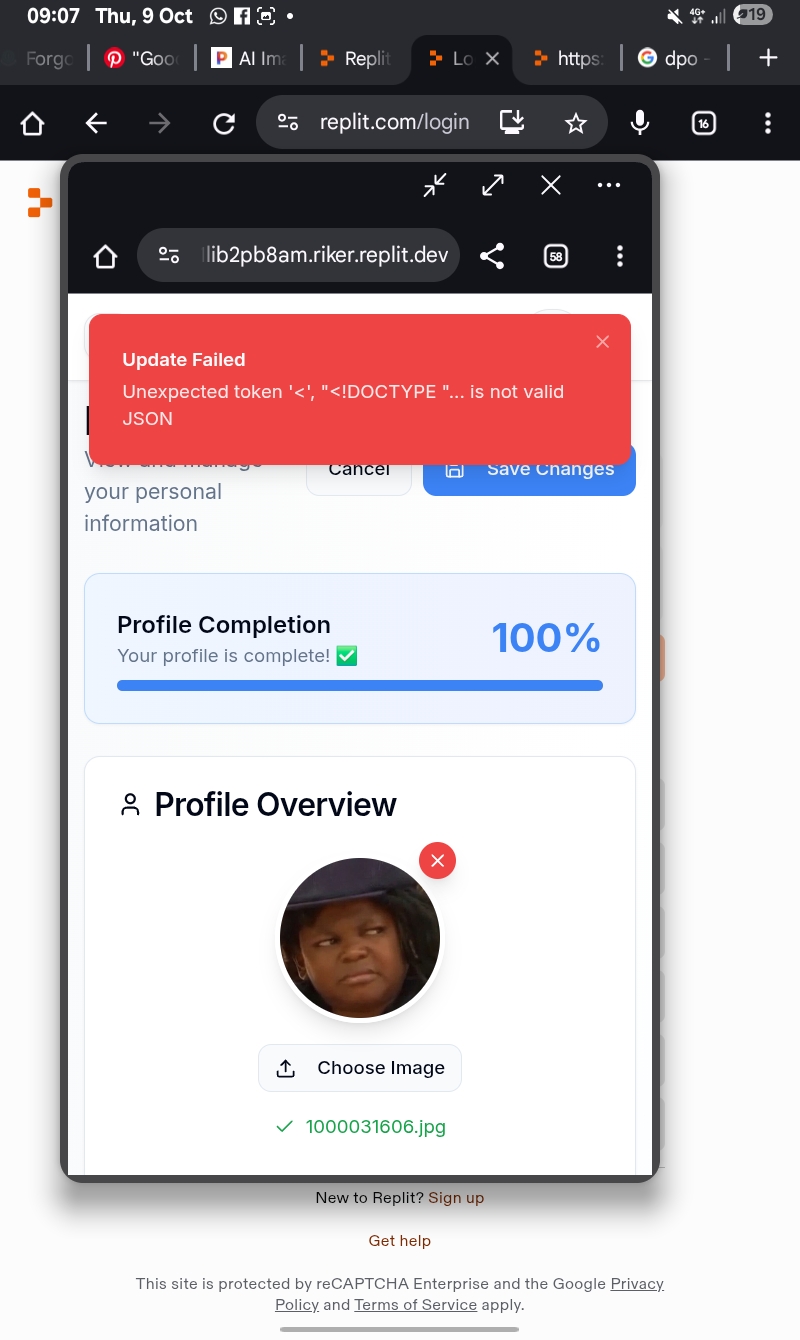 09:07 Thu, 9 Oct
4G+
19
Forgo
"Good
AI Ima
Replit
Lo
https:
dpo -
replit.com/login
16
lib2pb8am.riker.replit.dev
58
Update Failed
Unexpected token '<', "<!DOCTYPE "... is not valid
JSON
View and manage
your personal
information
Cancel
Save Changes
Profile Completion
Your profile is complete!
100%
Profile Overview
Choose Image
1000031606.jpg
New to Replit? Sign up
Get help
This site is protected by reCAPTCHA Enterprise and the Google Privacy
Policy and Terms of Service apply.